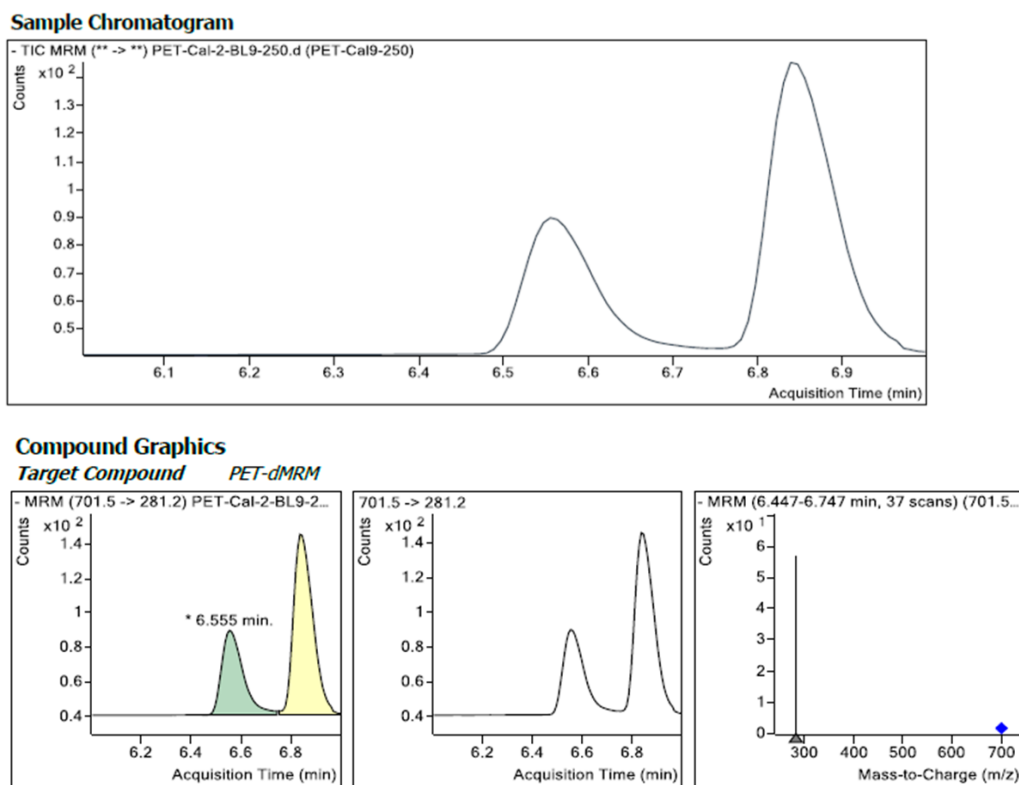 Sample Chromatogram
- TIC MRM (** -> **) PET-Cal-2-BL9-250.d (PET-Cal9-250)
Counts
x10 2
1.3
1.2
1.1
1
0.9
0.8
0.7
0.6
0.5
6.1 6.2 6.3 6.4 6.5 6.6 6.7 6.8 6.9
Acquisition Time (min)
Compound Graphics
Target Compound PET-dMRM
- MRM (701.5 -> 281.2) PET-Cal-2-BL9-2...
Counts
x10 2
1.4
1.2
1
0.8
0.6
0.4
* 6.555 min.
6.2 6.4 6.6 6.8
Acquisition Time (min)
701.5 -> 281.2
Counts
x10 2
1.4
1.2
1
0.8
0.6
0.4
6.2 6.4 6.6 6.8
Acquisition Time (min)
- MRM (6.447-6.747 min, 37 scans) (701.5...
Counts
x10 1
6
5
4
3
2
1
0
300 400 500 600 700
Mass-to-Charge (m/z)